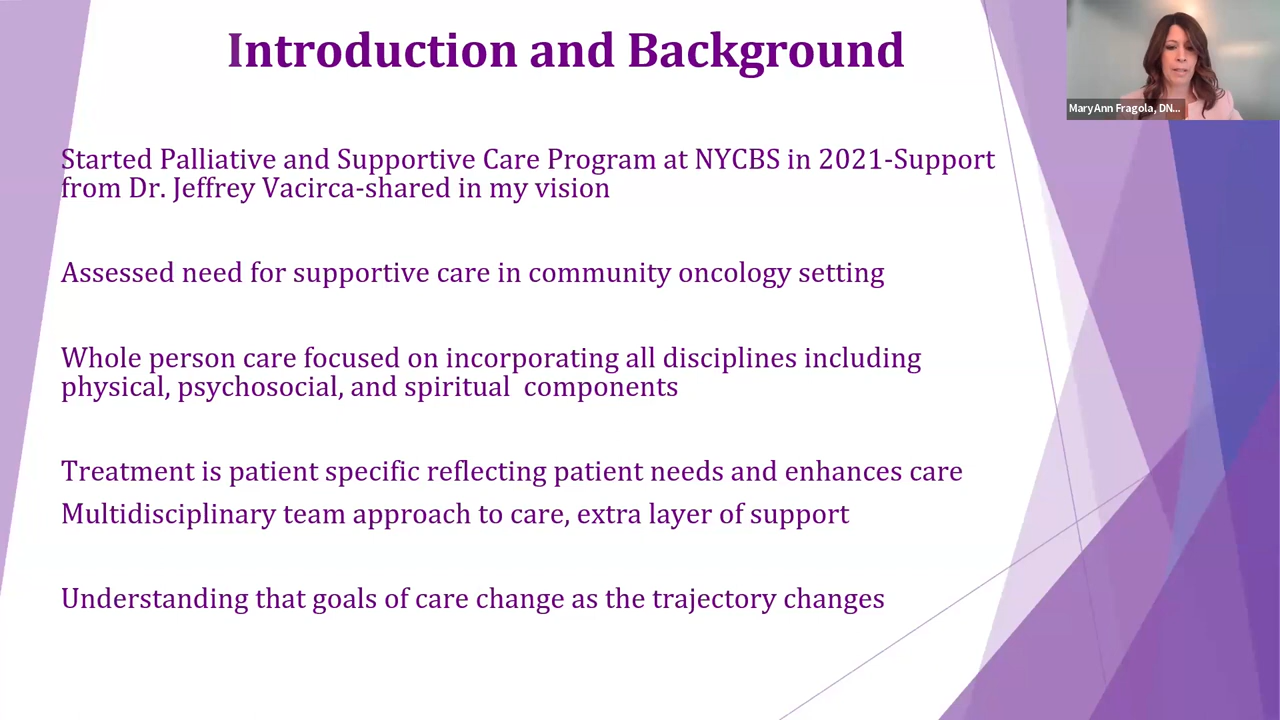 Introduction and Background
MaryAnn Fragola, DN...
Started Palliative and Supportive Care Program at NYCBS in 2021-Support
from Dr. Jeffrey Vacirca-shared in my vision
Assessed need for supportive care in community oncology setting
Whole person care focused on incorporating all disciplines including
physical, psychosocial, and spiritual  components
Treatment is patient specific reflecting patient needs and enhances care
Multidisciplinary team approach to care, extra layer of support
Understanding that goals of care change as the trajectory changes